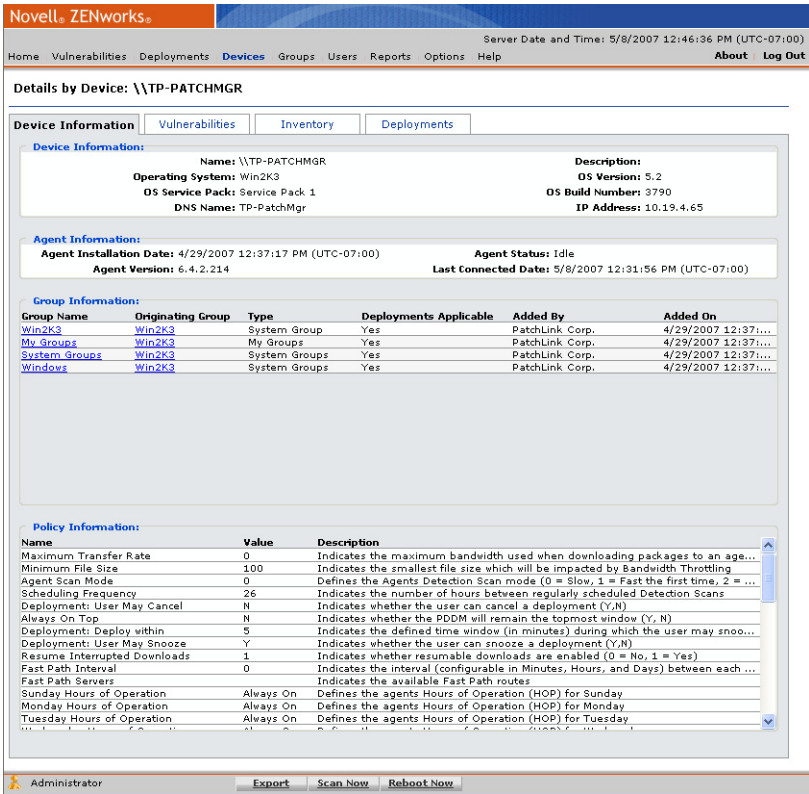 Novell® ZENworks®
Server Date and Time: 5/8/2007 12:46:36 PM (UTC-07:00)
Home Vulnerabilities Deployments Devices Groups Users Reports Options Help About Log Out
Details by Device: \\TP-PATCHMGR
Device Information Vulnerabilities Inventory Deployments
Device Information:
Name: \\TP-PATCHMGR Description:
Operating System: Win2K3 OS Version: 5.2
OS Service Pack: Service Pack 1 OS Build Number: 3790
DNS Name: TP-PatchMgr IP Address: 10.19.4.65
Agent Information:
Agent Installation Date: 4/29/2007 12:37:17 PM (UTC-07:00) Agent Status: Idle
Agent Version: 6.4.2.214 Last Connected Date: 5/8/2007 12:31:56 PM (UTC-07:00)
Group Information:
Group Name Originating Group Type Deployments Applicable Added By Added On
Win2K3 Win2K3 System Group Yes PatchLink Corp. 4/29/2007 12:37:...
My Groups Win2K3 My Groups Yes PatchLink Corp. 4/29/2007 12:37:...
System Groups Win2K3 System Groups Yes PatchLink Corp. 4/29/2007 12:37:...
Windows Win2K3 System Groups Yes PatchLink Corp. 4/29/2007 12:37:...
Policy Information:
Name Value Description
Maximum Transfer Rate 0 Indicates the maximum bandwidth used when downloading packages to an age...
Minimum File Size 100 Indicates the smallest file size which will be impacted by Bandwidth Throttling
Agent Scan Mode 0 Defines the Agents Detection Scan mode (0 = Slow, 1 = Fast the first time, 2 = ...
Scheduling Frequency 26 Indicates the number of hours between regularly scheduled Detection Scans
Deployment: User May Cancel N Indicates whether the user can cancel a deployment (Y,N)
Always On Top N Indicates whether the PDDM will remain the topmost window (Y, N)
Deployment: Deploy within 5 Indicates the defined time window (in minutes) during which the user may snoo...
Deployment: User May Snooze Y Indicates whether the user can snooze a deployment (Y,N)
Resume Interrupted Downloads 1 Indicates whether resumable downloads are enabled (0 = No, 1 = Yes)
Fast Path Interval 0 Indicates the interval (configurable in Minutes, Hours, and Days) between each ...
Fast Path Servers Indicates the available Fast Path routes
Sunday Hours of Operation Always On Defines the agents Hours of Operation (HOP) for Sunday
Monday Hours of Operation Always On Defines the agents Hours of Operation (HOP) for Monday
Tuesday Hours of Operation Always On Defines the agents Hours of Operation (HOP) for Tuesday
Administrator Export Scan Now Reboot Now